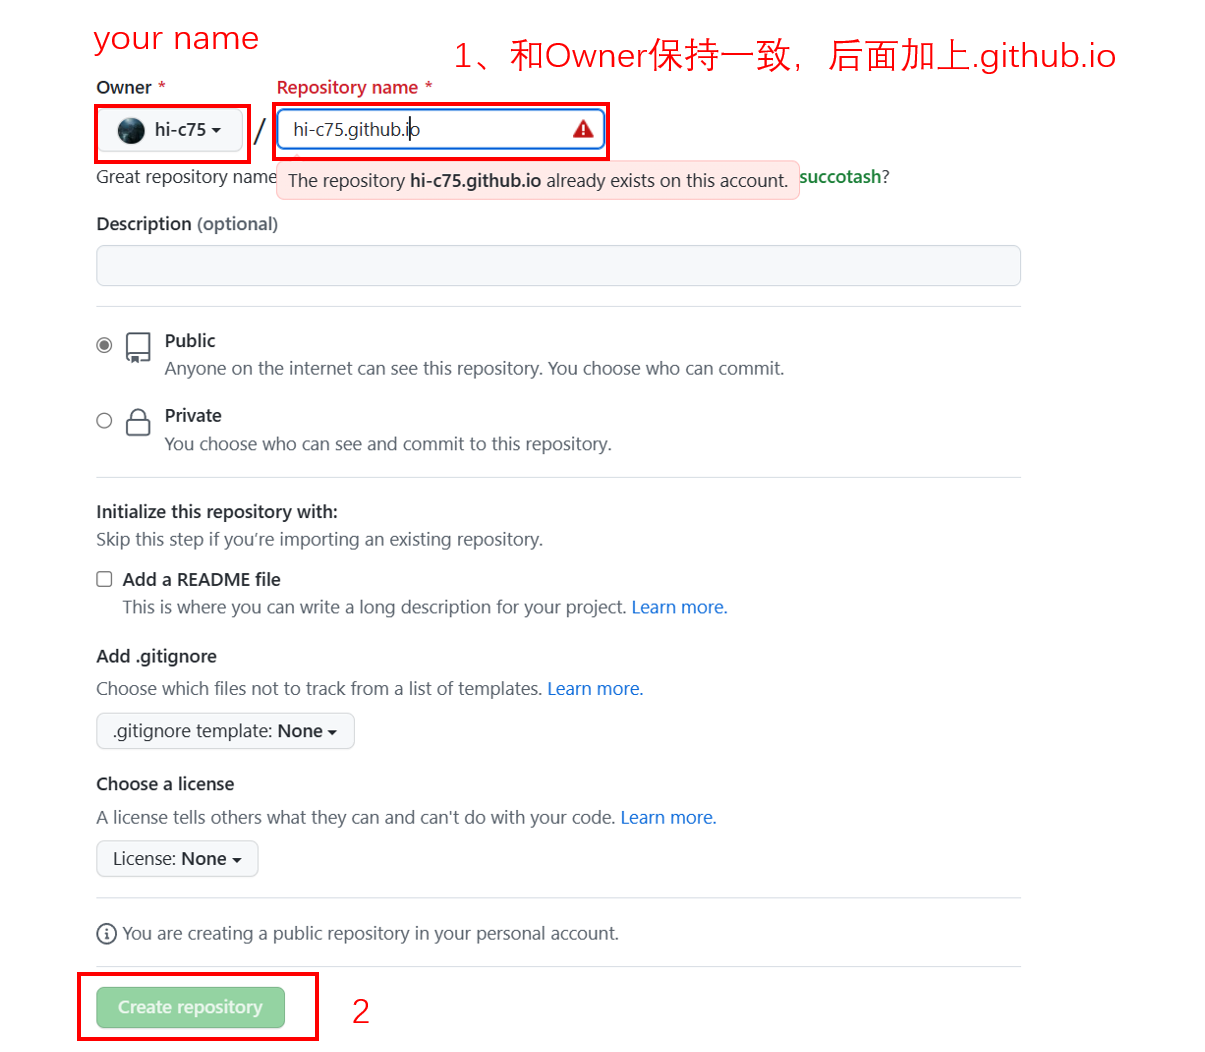 your name
1、和Owner保持一致，后面加上.github.io
Owner *
Repository name *
hi-c75
/
hi-c75.github.io
Great repository name
The repository hi-c75.github.io already exists on this account.
succotash?
Description (optional)
Public
Anyone on the internet can see this repository. You choose who can commit.
Private
You choose who can see and commit to this repository.
Initialize this repository with:
Skip this step if you’re importing an existing repository.
Add a README file
This is where you can write a long description for your project. Learn more.
Add .gitignore
Choose which files not to track from a list of templates. Learn more.
.gitignore template: None
Choose a license
A license tells others what they can and can't do with your code. Learn more.
License: None
You are creating a public repository in your personal account.
Create repository
2